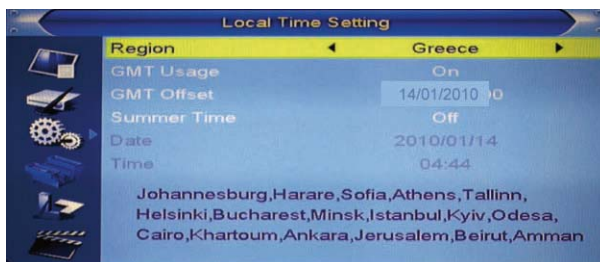 Local Time Setting
Region Greece
GMT Usage On
GMT Offset 14/01/2010
Summer Time Off
Date 2010/01/14
Time 04:44
Johannesburg,Harare,Sofia,Athens,Tallinn,
Helsinki,Bucharest,Minsk,Istanbul,Kyiv,Odesa,
Cairo,Khartoum,Ankara,Jerusalem,Beirut,Amman